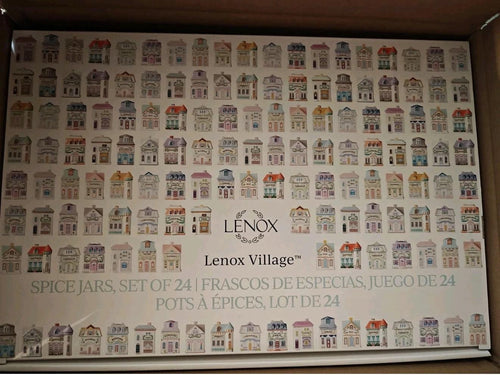 LENOX
Lenox Village™
SPICE JARS, SET OF 24 | FRASCOS DE ESPECIAS, JUEGO DE 24
POTS À ÉPICES, LOT DE 24